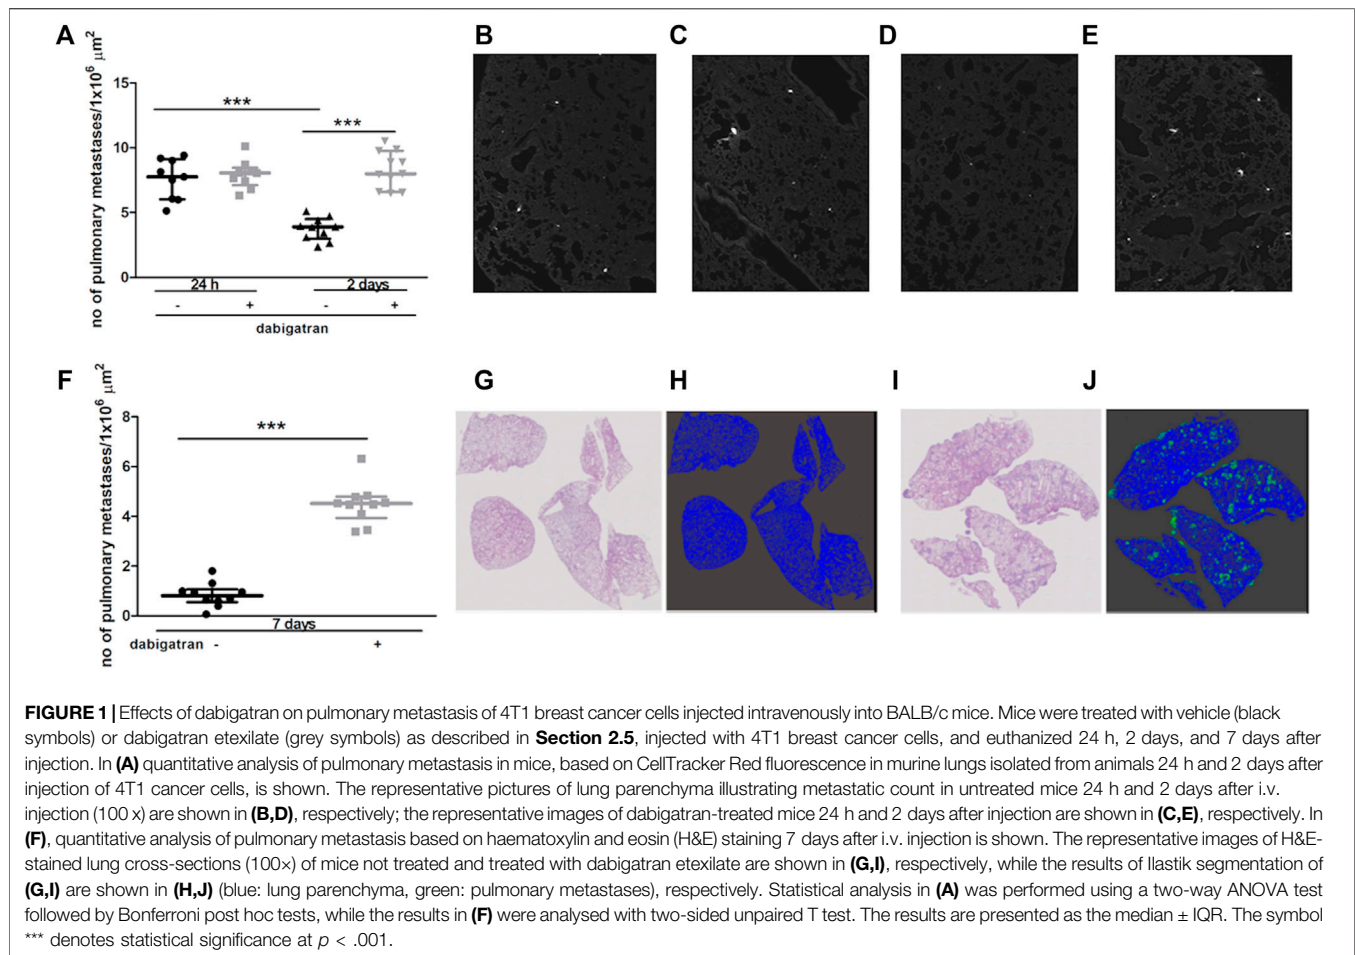 A
B
C
D
E
no of pulmonary metastases/1x10⁶ µm²
15
10
5
0
***
***
24 h
2 days
-
+
-
+
dabigatran
F
G
H
I
J
no of pulmonary metastases/1x10⁶ µm²
8
6
4
2
0
***
7 days
dabigatran - +
FIGURE 1 | Effects of dabigatran on pulmonary metastasis of 4T1 breast cancer cells injected intravenously into BALB/c mice. Mice were treated with vehicle (black
symbols) or dabigatran etexilate (grey symbols) as described in Section 2.5, injected with 4T1 breast cancer cells, and euthanized 24 h, 2 days, and 7 days after
injection. In (A) quantitative analysis of pulmonary metastasis in mice, based on CellTracker Red fluorescence in murine lungs isolated from animals 24 h and 2 days after
injection of 4T1 cancer cells, is shown. The representative pictures of lung parenchyma illustrating metastatic count in untreated mice 24 h and 2 days after i.v.
injection (100 x) are shown in (B,D), respectively; the representative images of dabigatran-treated mice 24 h and 2 days after injection are shown in (C,E), respectively. In
(F), quantitative analysis of pulmonary metastasis based on haematoxylin and eosin (H&E) staining 7 days after i.v. injection is shown. The representative images of H&E-
stained lung cross-sections (100×) of mice not treated and treated with dabigatran etexilate are shown in (G,I), respectively, while the results of Ilastik segmentation of
(G,I) are shown in (H,J) (blue: lung parenchyma, green: pulmonary metastases), respectively. Statistical analysis in (A) was performed using a two-way ANOVA test
followed by Bonferroni post hoc tests, while the results in (F) were analysed with two-sided unpaired T test. The results are presented as the median ± IQR. The symbol
*** denotes statistical significance at p < .001.